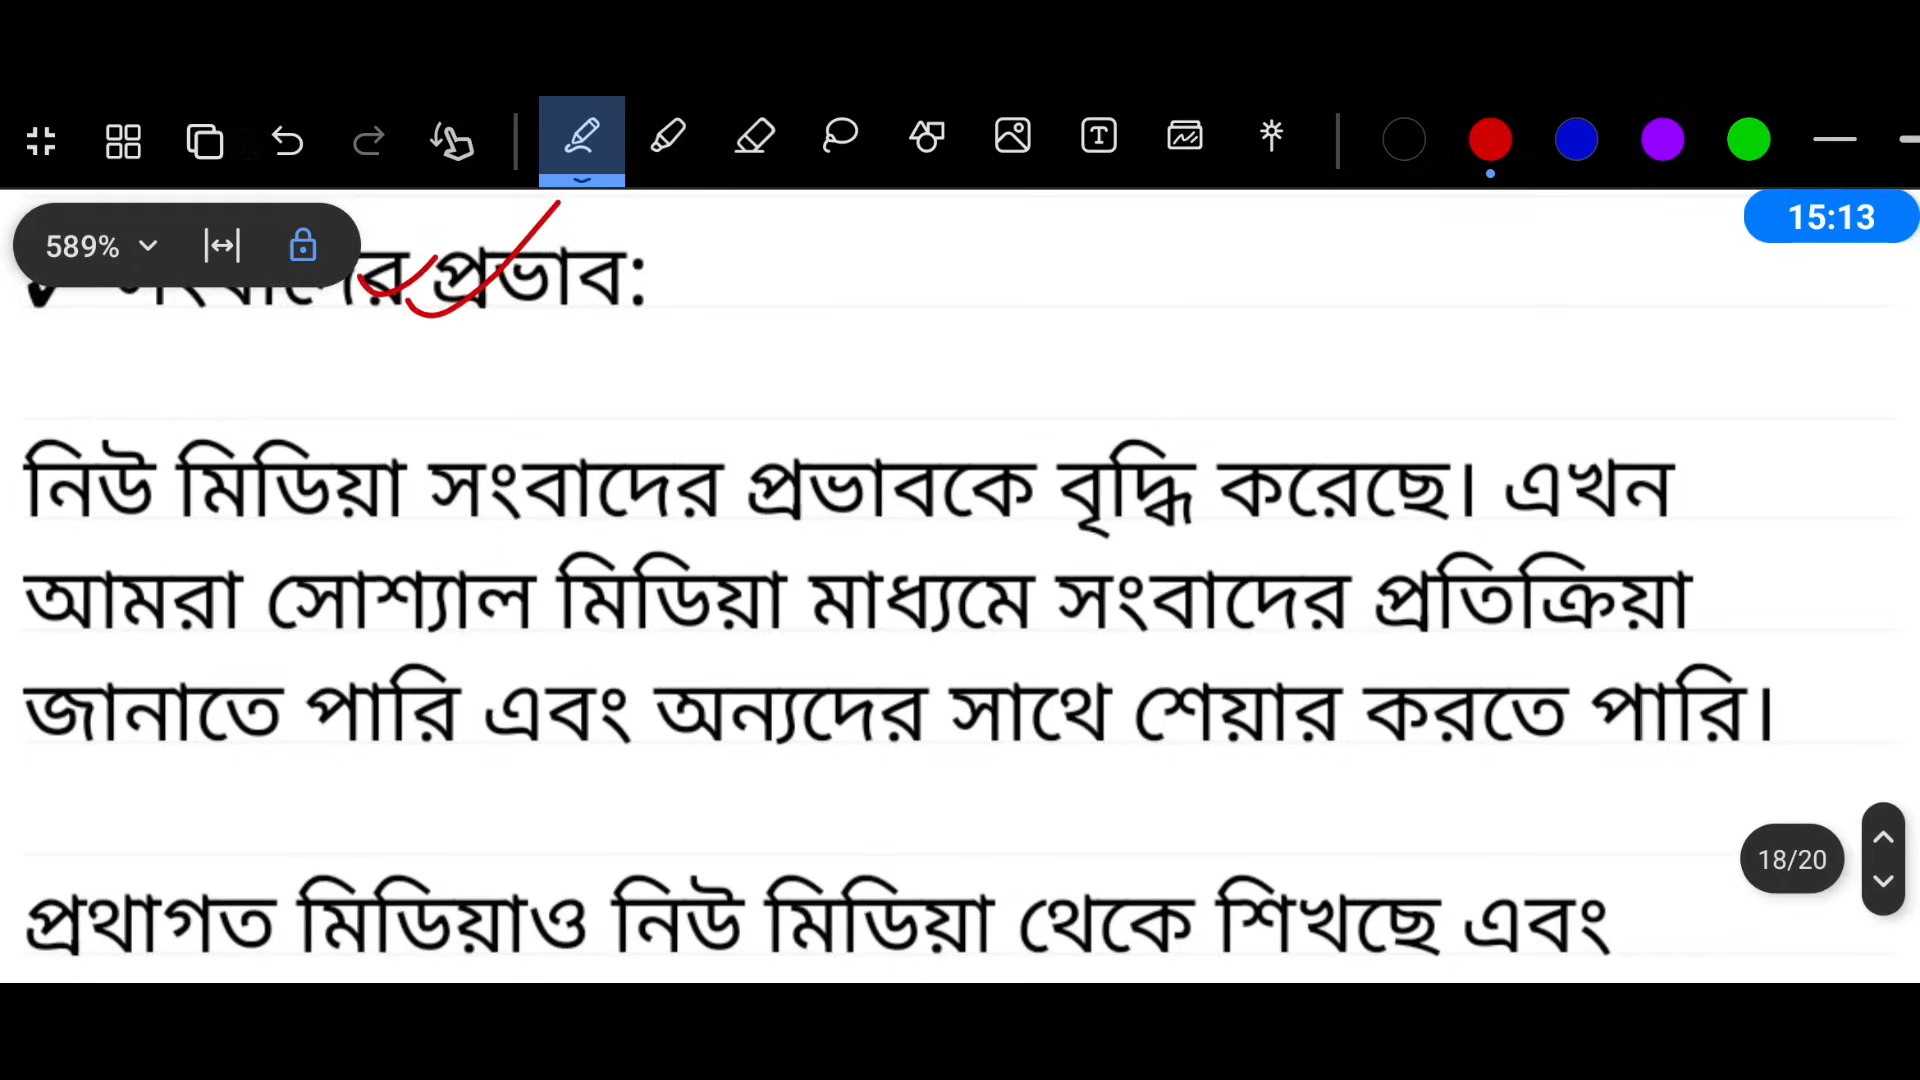 589%
15:13
সংবাদের প্রভাব:
নিউ মিডিয়া সংবাদের প্রভাবকে বৃদ্ধি করেছে। এখন
আমরা সোশ্যাল মিডিয়া মাধ্যমে সংবাদের প্রতিক্রিয়া
জানাতে পারি এবং অন্যদের সাথে শেয়ার করতে পারি।
18/20
প্রথাগত মিডিয়াও নিউ মিডিয়া থেকে শিখছে এবং